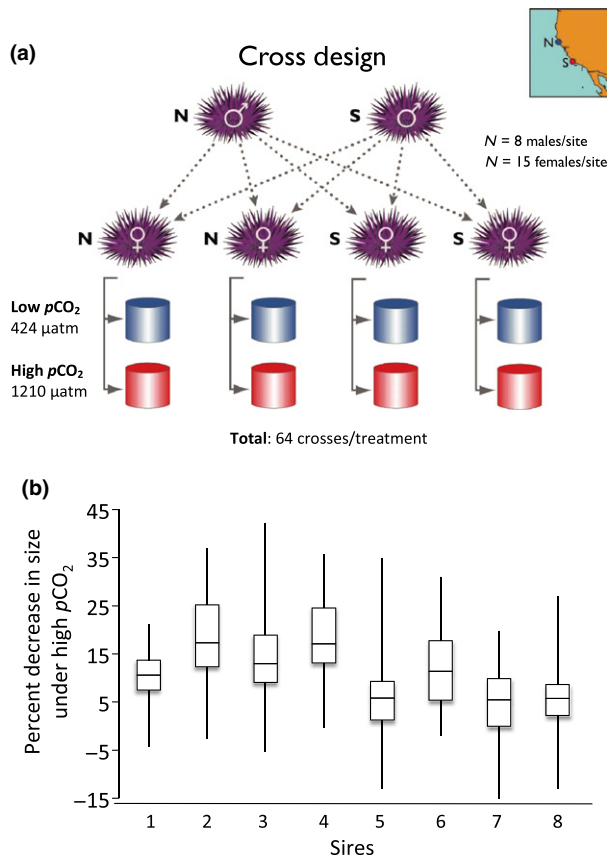 (a)
Cross design
N
S
N
S
N = 8 males/site
N = 15 females/site
N
N
S
S
Low pCO₂
424 µatm
High pCO₂
1210 µatm
Total: 64 crosses/treatment
(b)
Percent decrease in size
under high pCO₂
45
35
25
15
5
−5
−15
1 2 3 4 5 6 7 8
Sires